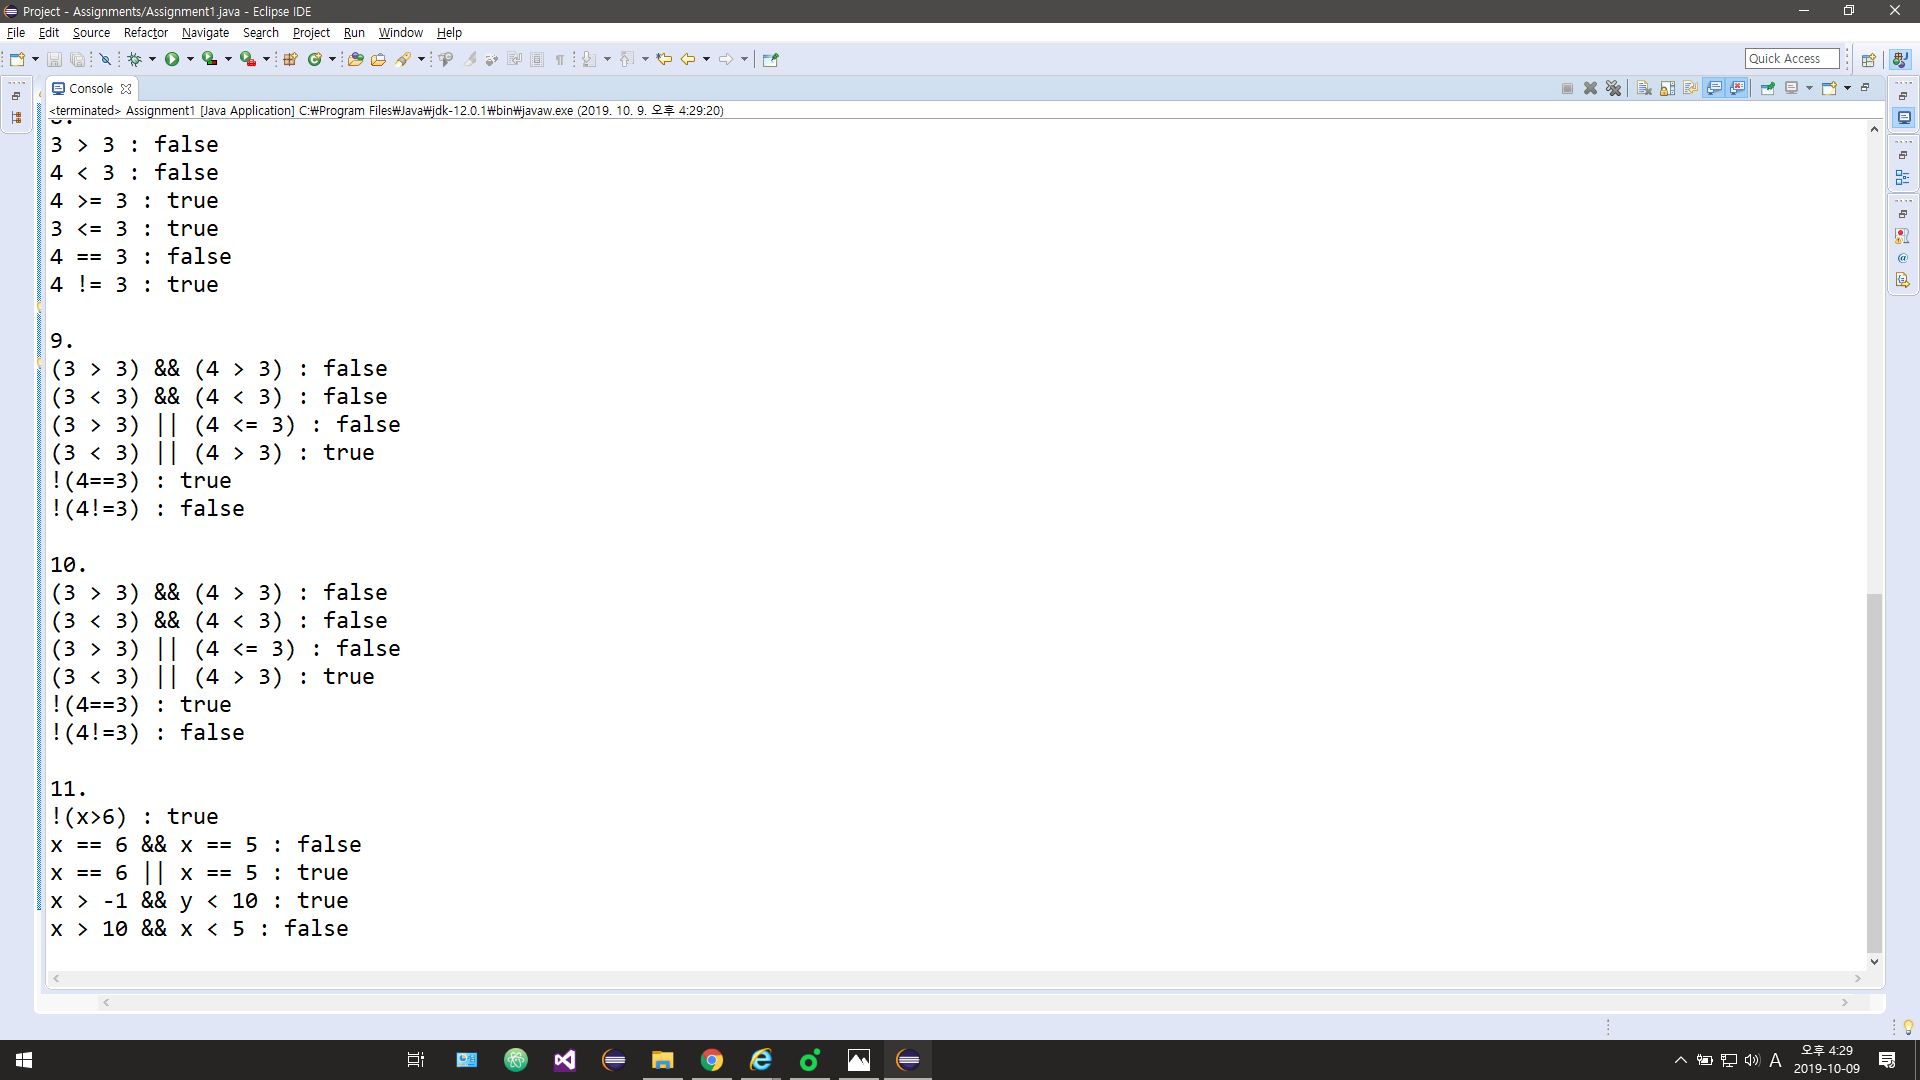 Project - Assignments/Assignment1.java - Eclipse IDE
File Edit Source Refactor Navigate Search Project Run Window Help
Quick Access
Console
<terminated> Assignment1 [Java Application] C:₩Program Files₩Java₩jdk-12.0.1₩bin₩javaw.exe (2019. 10. 9. 오후 4:29:20)
3 > 3 : false
4 < 3 : false
4 >= 3 : true
3 <= 3 : true
4 == 3 : false
4 != 3 : true
9.
(3 > 3) && (4 > 3) : false
(3 < 3) && (4 < 3) : false
(3 > 3) || (4 <= 3) : false
(3 < 3) || (4 > 3) : true
!(4==3) : true
!(4!=3) : false
10.
(3 > 3) && (4 > 3) : false
(3 < 3) && (4 < 3) : false
(3 > 3) || (4 <= 3) : false
(3 < 3) || (4 > 3) : true
!(4==3) : true
!(4!=3) : false
11.
!(x>6) : true
x == 6 && x == 5 : false
x == 6 || x == 5 : true
x > -1 && y < 10 : true
x > 10 && x < 5 : false
A
오후 4:29
2019-10-09